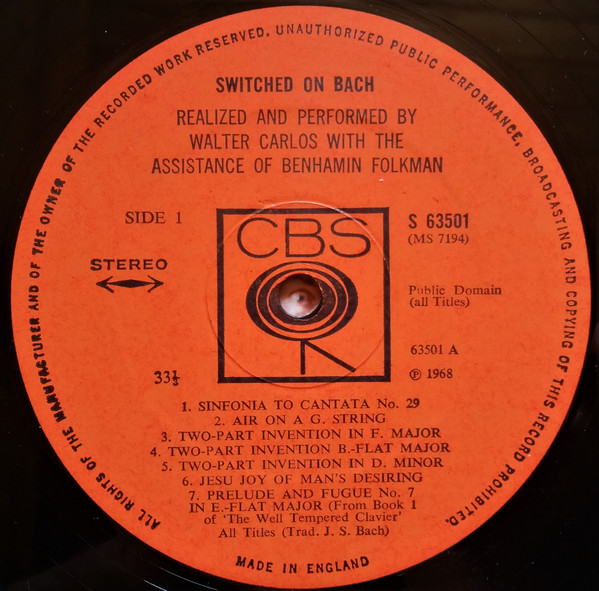 ALL RIGHTS OF THE MANUFACTURER AND OF THE OWNER OF THE RECORDED WORK RESERVED. UNAUTHORIZED PUBLIC PERFORMANCE, BROADCASTING AND COPYING OF THIS RECORD PROHIBITED.
SWITCHED ON BACH
REALIZED AND PERFORMED BY
WALTER CARLOS WITH THE
ASSISTANCE OF BENHAMIN FOLKMAN
SIDE 1
STEREO
33⅓
CBS
S 63501
(MS 7194)
Public Domain
(all Titles)
63501 A
℗ 1968
1. SINFONIA TO CANTATA No. 29
2. AIR ON A G. STRING
3. TWO-PART INVENTION IN F. MAJOR
4. TWO-PART INVENTION B.-FLAT MAJOR
5. TWO-PART INVENTION IN D. MINOR
6. JESU JOY OF MAN'S DESIRING
7. PRELUDE AND FUGUE No. 7
IN E.-FLAT MAJOR (From Book 1
of 'The Well Tempered Clavier'
All Titles (Trad. J. S. Bach)
MADE IN ENGLAND